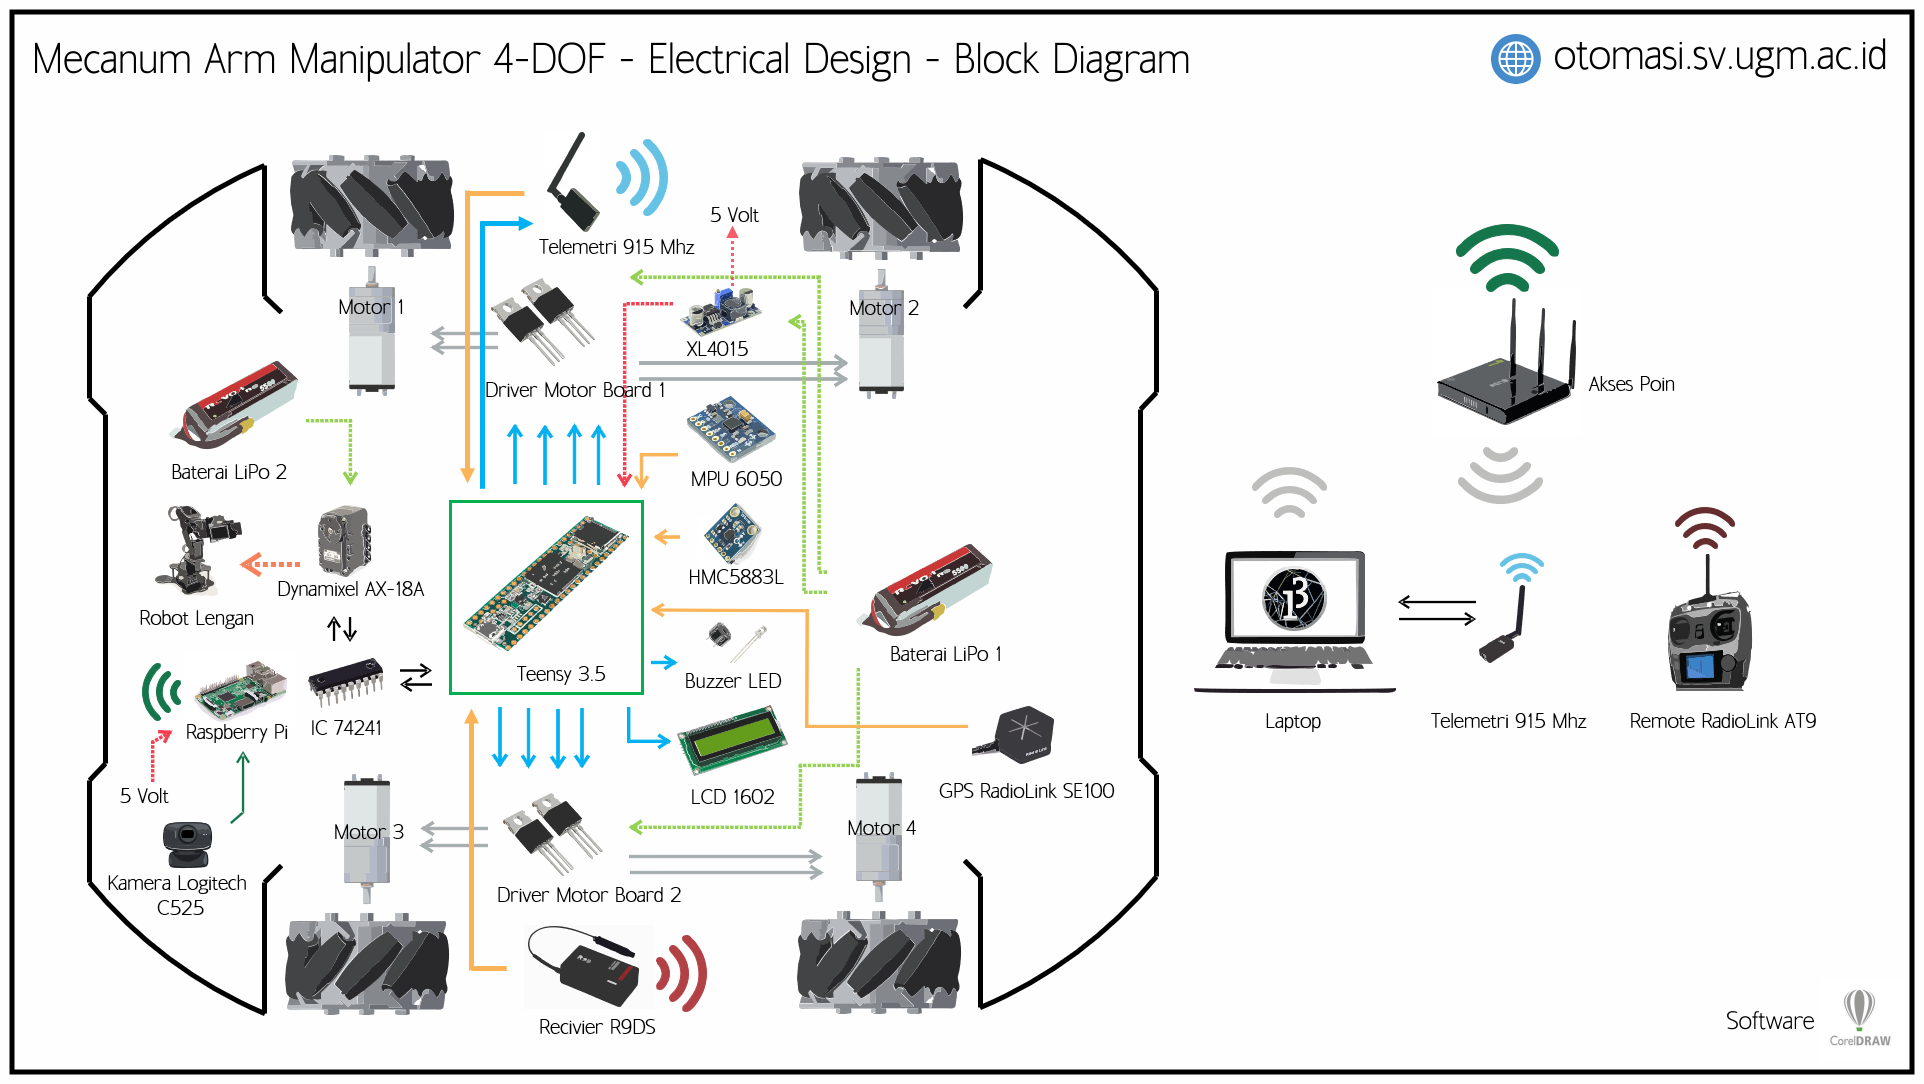 Mecanum Arm Manipulator 4-DOF - Electrical Design - Block Diagram
otomasi.sv.ugm.ac.id
5 Volt
Telemetri 915 Mhz
Motor 1
Motor 2
XL4015
Driver Motor Board 1
Akses Poin
5500
Baterai LiPo 2
MPU 6050
Dynamixel AX-18A
HMC5883L
Robot Lengan
5500
Baterai LiPo 1
Teensy 3.5
Buzzer LED
Raspberry Pi
IC 74241
Laptop
Telemetri 915 Mhz
Remote RadioLink AT9
5 Volt
LCD 1602
GPS RadioLink SE100
Motor 3
Motor 4
Kamera Logitech
C525
Driver Motor Board 2
Recivier R9DS
Software
CorelDRAW